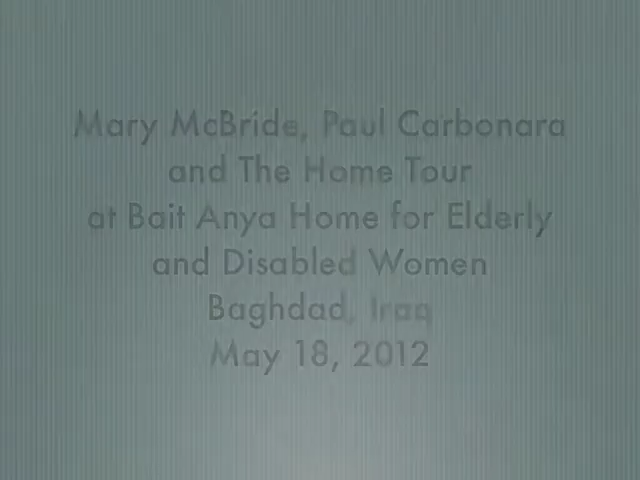 Mary McBride, Paul Carbonara
and The Home Tour
at Bait Anya Home for Elderly
and Disabled Women
Baghdad, Iraq
May 18, 2012